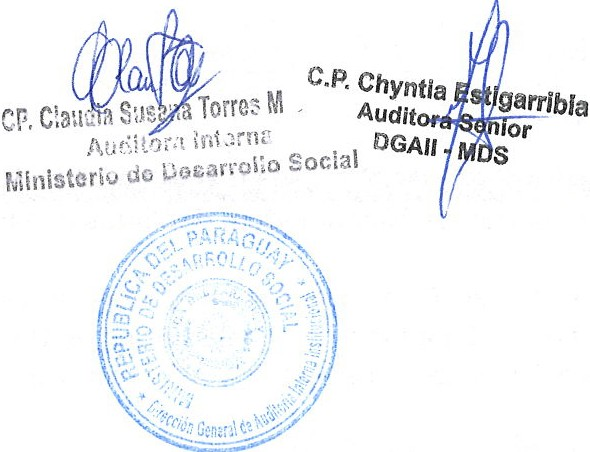 CP. Claudia Susana Torres M
Auditora Interna
Ministerio de Desarrollo Social
C.P. Chyntia Estigarribia
Auditora Senior
DGAII - MDS
* REPUBLICA DEL PARAGUAY *
MINISTERIO DE DESARROLLO SOCIAL
Dirección General de Auditoria Interna Institucional